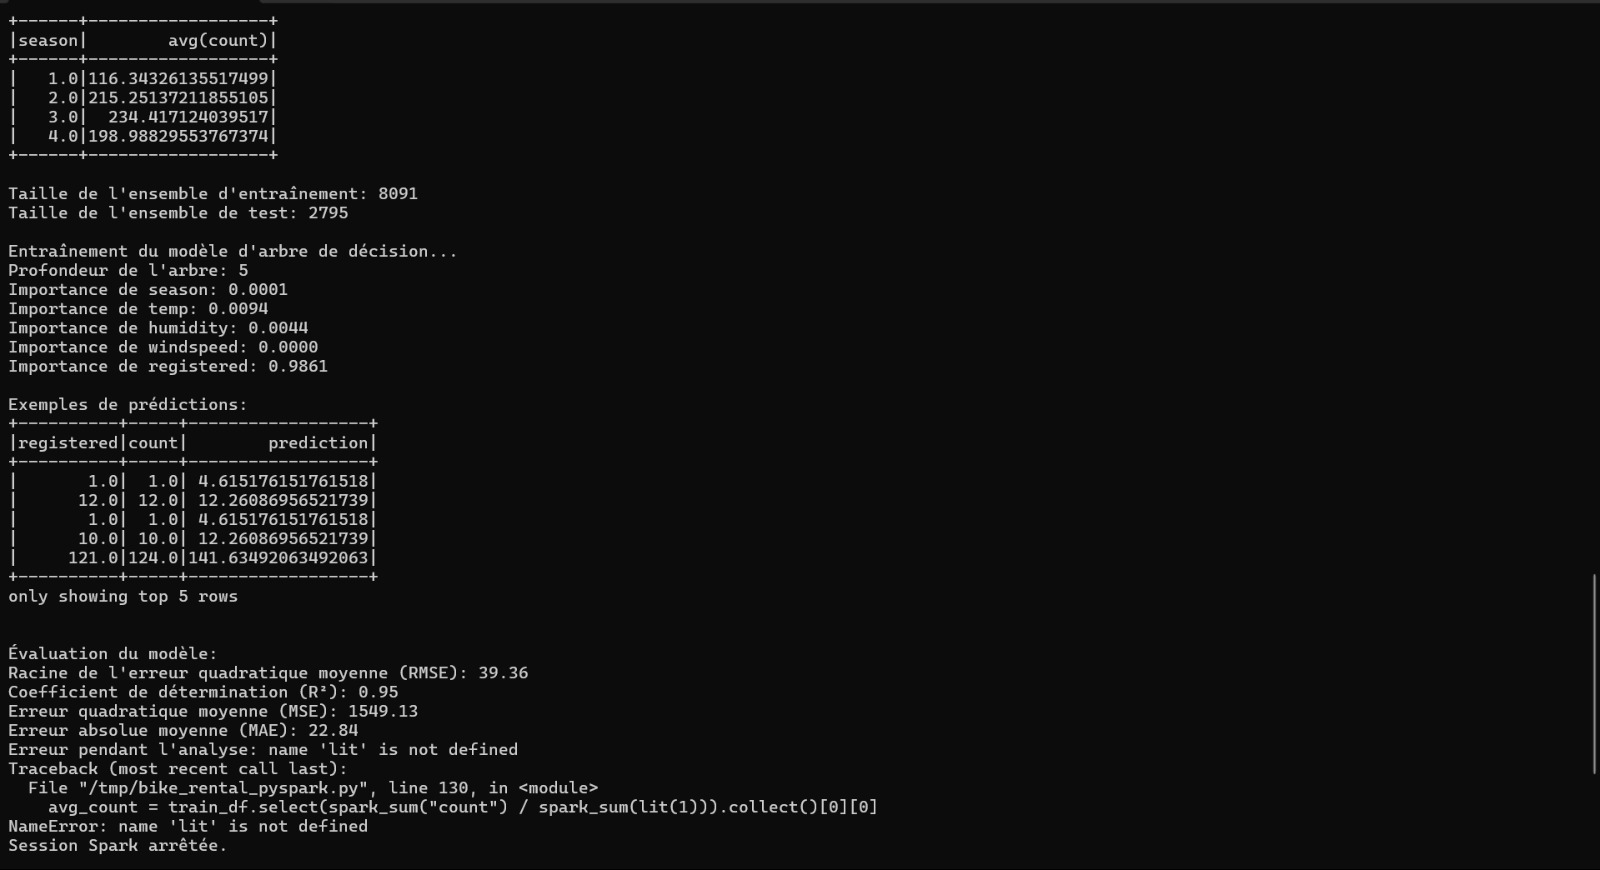 +------+------------------+
|season|        avg(count)|
+------+------------------+
|   1.0|116.34326135517499|
|   2.0|215.25137211855105|
|   3.0|  234.417124039517|
|   4.0|198.98829553767374|
+------+------------------+
Taille de l'ensemble d'entraînement: 8091
Taille de l'ensemble de test: 2795
Entraînement du modèle d'arbre de décision...
Profondeur de l'arbre: 5
Importance de season: 0.0001
Importance de temp: 0.0094
Importance de humidity: 0.0044
Importance de windspeed: 0.0000
Importance de registered: 0.9861
Exemples de prédictions:
+----------+-----+------------------+
|registered|count|        prediction|
+----------+-----+------------------+
|       1.0|  1.0| 4.615176151761518|
|      12.0| 12.0| 12.26086956521739|
|       1.0|  1.0| 4.615176151761518|
|      10.0| 10.0| 12.26086956521739|
|     121.0|124.0|141.63492063492063|
+----------+-----+------------------+
only showing top 5 rows
Évaluation du modèle:
Racine de l'erreur quadratique moyenne (RMSE): 39.36
Coefficient de détermination (R²): 0.95
Erreur quadratique moyenne (MSE): 1549.13
Erreur absolue moyenne (MAE): 22.84
Erreur pendant l'analyse: name 'lit' is not defined
Traceback (most recent call last):
  File "/tmp/bike_rental_pyspark.py", line 130, in <module>
    avg_count = train_df.select(spark_sum("count") / spark_sum(lit(1))).collect()[0][0]
NameError: name 'lit' is not defined
Session Spark arrêtée.